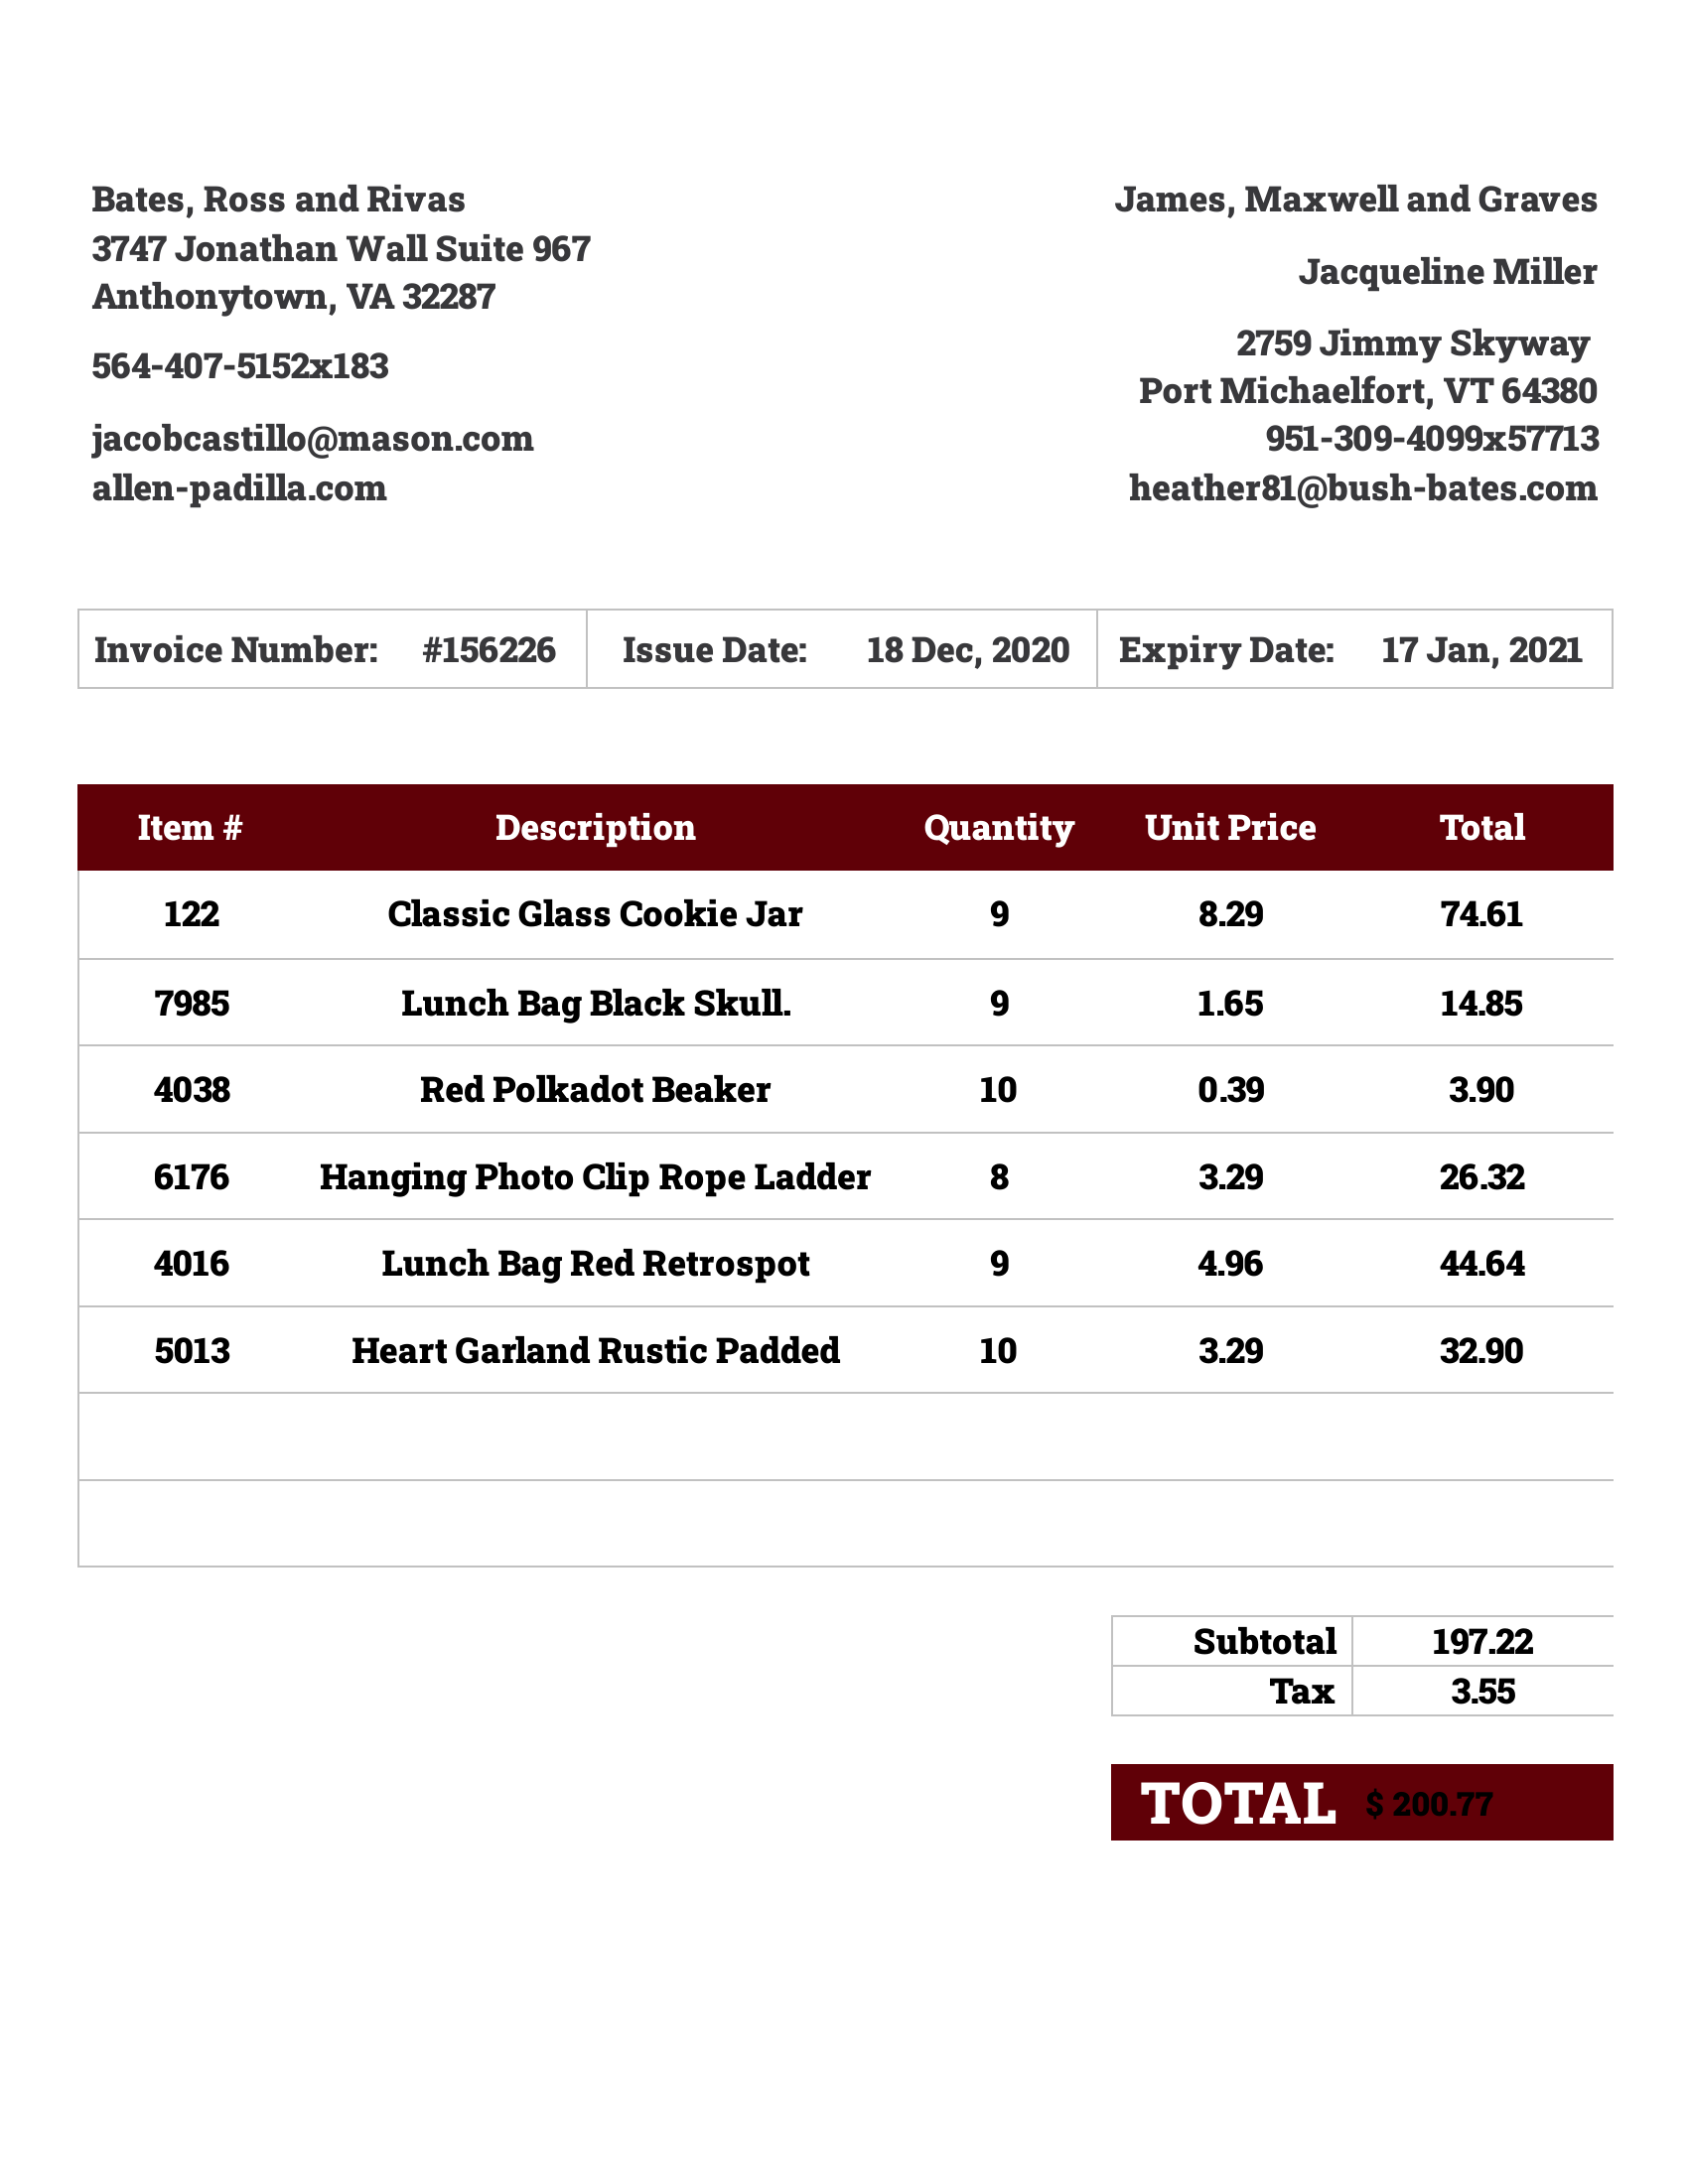 Bates, Ross and Rivas
3747 Jonathan Wall Suite 967
Anthonytown, VA 32287
564-407-5152x183
jacobcastillo@mason.com
allen-padilla.com
James, Maxwell and Graves
Jacqueline Miller
2759 Jimmy Skyway
Port Michaelfort, VT 64380
951-309-4099x57713
heather81@bush-bates.com
Invoice Number: #156226 Issue Date: 18 Dec, 2020 Expiry Date: 17 Jan, 2021
Item # Description Quantity Unit Price Total
122 Classic Glass Cookie Jar 9 8.29 74.61
7985 Lunch Bag Black Skull. 9 1.65 14.85
4038 Red Polkadot Beaker 10 0.39 3.90
6176 Hanging Photo Clip Rope Ladder 8 3.29 26.32
4016 Lunch Bag Red Retrospot 9 4.96 44.64
5013 Heart Garland Rustic Padded 10 3.29 32.90
Subtotal 197.22
Tax 3.55
TOTAL $ 200.77